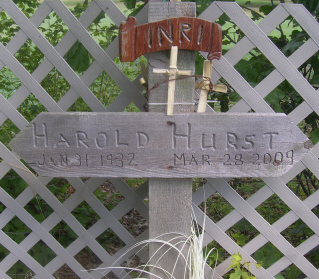 INRI
HAROLD HURST
JAN 31 1932 MAR 28 2009